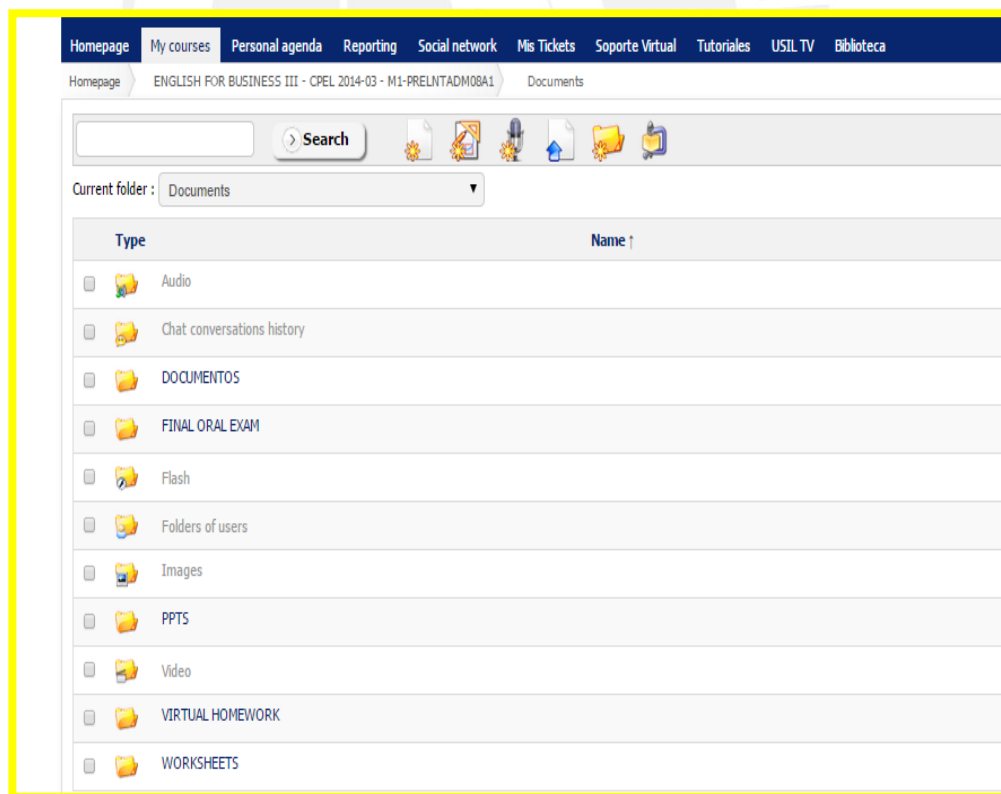 Homepage My courses Personal agenda Reporting Social network Mis Tickets Soporte Virtual Tutoriales USIL TV Biblioteca
Homepage ENGLISH FOR BUSINESS III - CPEL 2014-03 - M1-PRELNTADM08A1 Documents
Search
Current folder : Documents
Type Name ↑
Audio
Chat conversations history
DOCUMENTOS
FINAL ORAL EXAM
Flash
Folders of users
Images
PPTS
Video
VIRTUAL HOMEWORK
WORKSHEETS